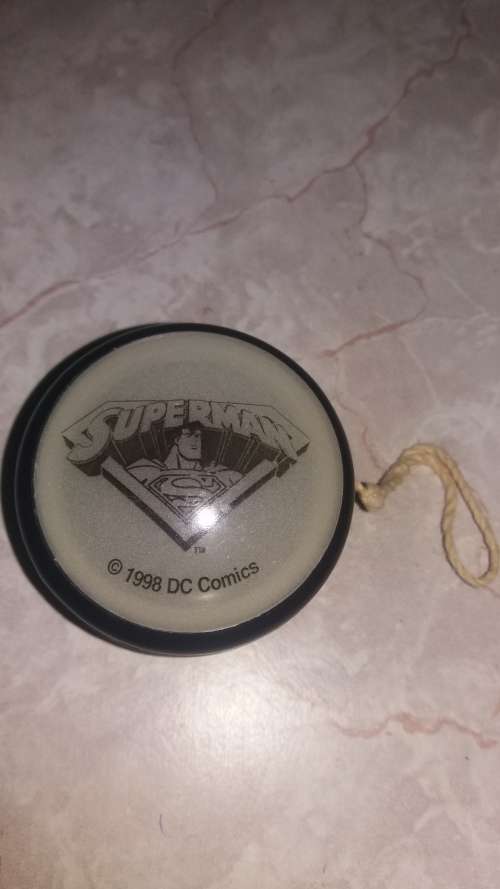 SUPERMAN
S
TM
© 1998 DC Comics